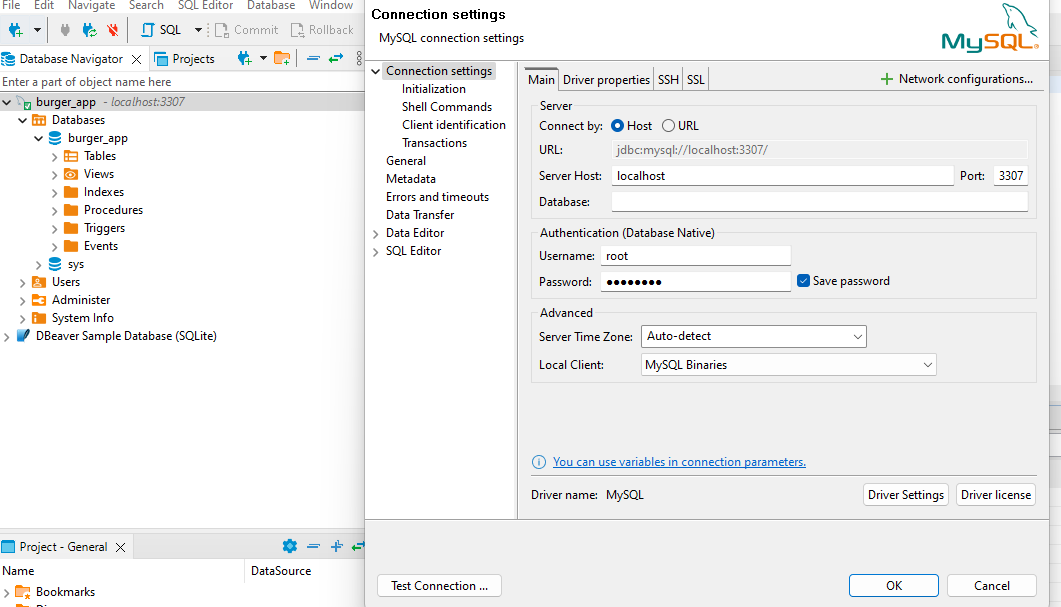 File Edit Navigate Search SQL Editor Database Window
SQL Commit Rollback
Database Navigator Projects
Enter a part of object name here
burger_app - localhost:3307
Databases
burger_app
Tables
Views
Indexes
Procedures
Triggers
Events
sys
Users
Administer
System Info
DBeaver Sample Database (SQLite)
Project - General
Name DataSource
Bookmarks
Connection settings
MySQL connection settings
MySQL
Connection settings
Initialization
Shell Commands
Client identification
Transactions
General
Metadata
Errors and timeouts
Data Transfer
Data Editor
SQL Editor
Main Driver properties SSH SSL Network configurations...
Server
Connect by: Host URL
URL: jdbc:mysql://localhost:3307/
Server Host: localhost Port: 3307
Database:
Authentication (Database Native)
Username: root
Password: •••••••• Save password
Advanced
Server Time Zone: Auto-detect
Local Client: MySQL Binaries
You can use variables in connection parameters.
Driver name: MySQL Driver Settings Driver license
Test Connection ... OK Cancel